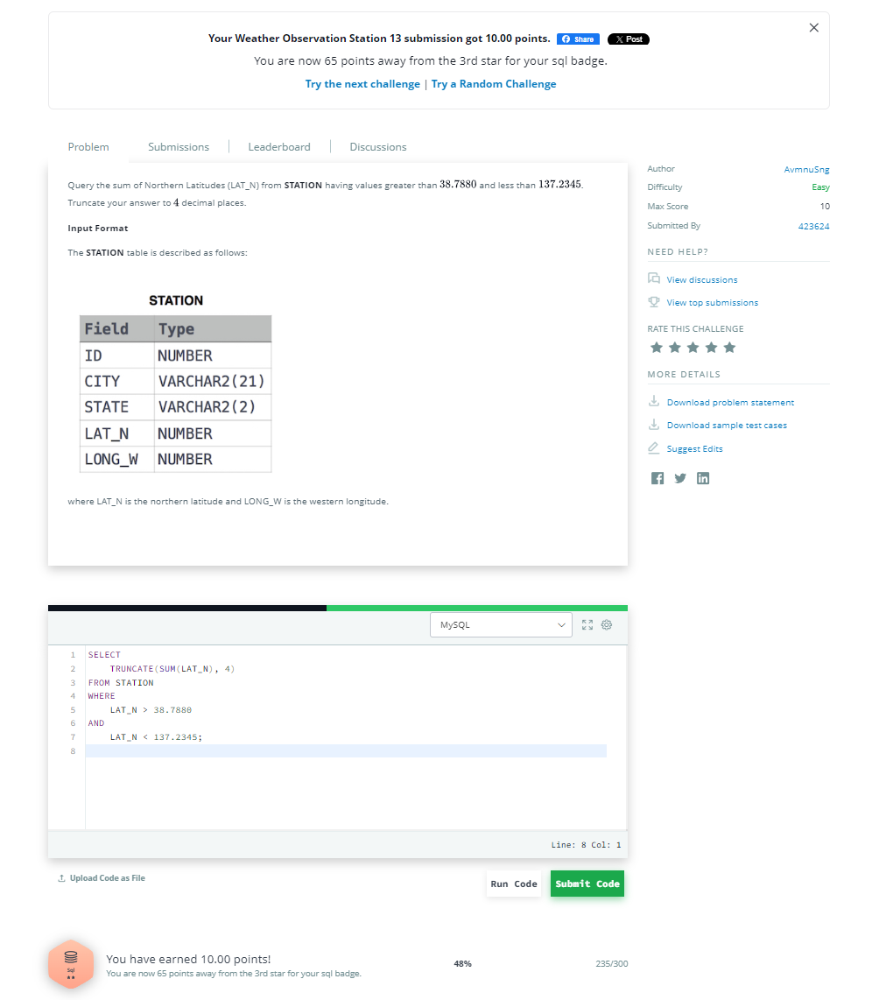 Your Weather Observation Station 13 submission got 10.00 points. Share Post
You are now 65 points away from the 3rd star for your sql badge.
Try the next challenge | Try a Random Challenge
Problem Submissions Leaderboard Discussions
Query the sum of Northern Latitudes (LAT_N) from STATION having values greater than 38.7880 and less than 137.2345.
Truncate your answer to 4 decimal places.
Input Format
The STATION table is described as follows:
STATION
Field Type
ID NUMBER
CITY VARCHAR2(21)
STATE VARCHAR2(2)
LAT_N NUMBER
LONG_W NUMBER
where LAT_N is the northern latitude and LONG_W is the western longitude.
Author AvmnuSng
Difficulty Easy
Max Score 10
Submitted By 423624
NEED HELP?
View discussions
View top submissions
RATE THIS CHALLENGE
MORE DETAILS
Download problem statement
Download sample test cases
Suggest Edits
MySQL
1 SELECT
2 TRUNCATE(SUM(LAT_N), 4)
3 FROM STATION
4 WHERE
5 LAT_N > 38.7880
6 AND
7 LAT_N < 137.2345;
8
Line: 8 Col: 1
Upload Code as File
Run Code Submit Code
Sql
You have earned 10.00 points!
You are now 65 points away from the 3rd star for your sql badge.
48% 235/300